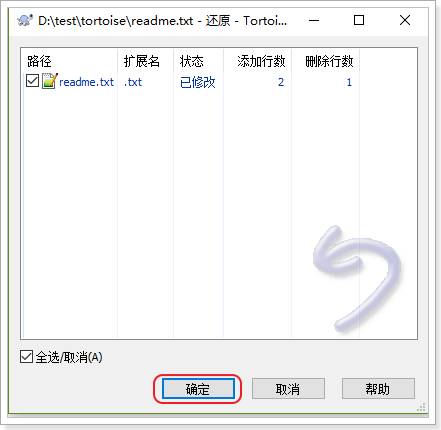 D:\test\tortoise\readme.txt - 还原 - Tortoi...
路径 扩展名 状态 添加行数 删除行数
readme.txt .txt 已修改 2 1
全选/取消(A)
确定 取消 帮助